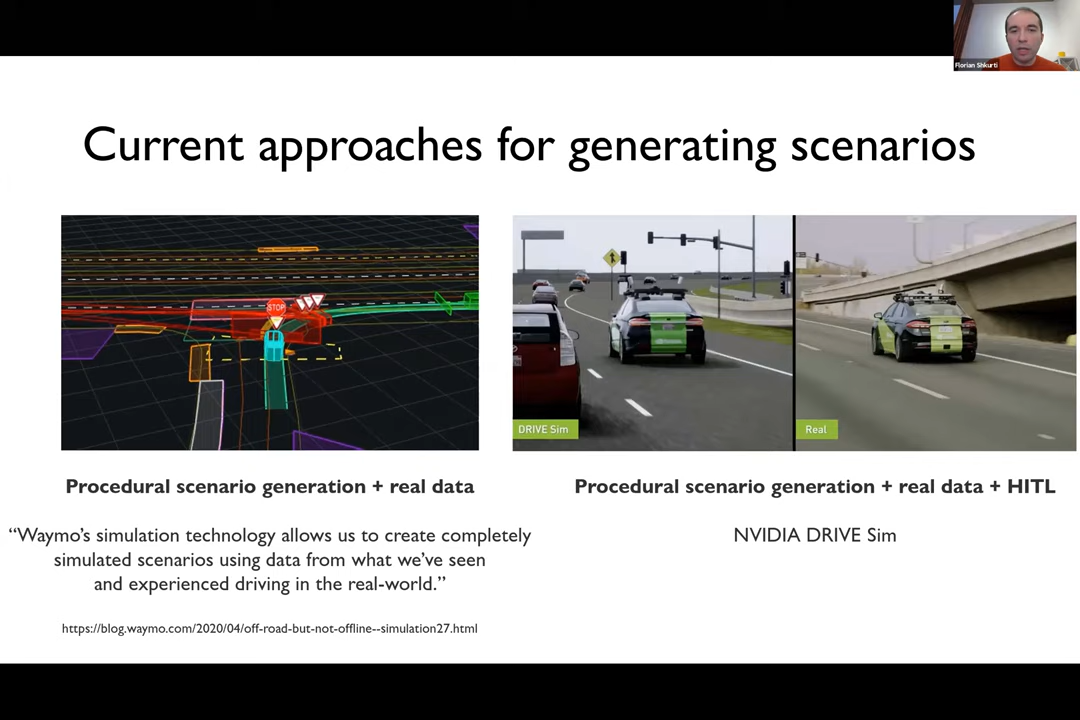 Florian Shkurti
Current approaches for generating scenarios
STOP
DRIVE Sim
Real
Procedural scenario generation + real data
“Waymo’s simulation technology allows us to create completely
simulated scenarios using data from what we’ve seen
and experienced driving in the real-world.”
https://blog.waymo.com/2020/04/off-road-but-not-offline--simulation27.html
Procedural scenario generation + real data + HITL
NVIDIA DRIVE Sim